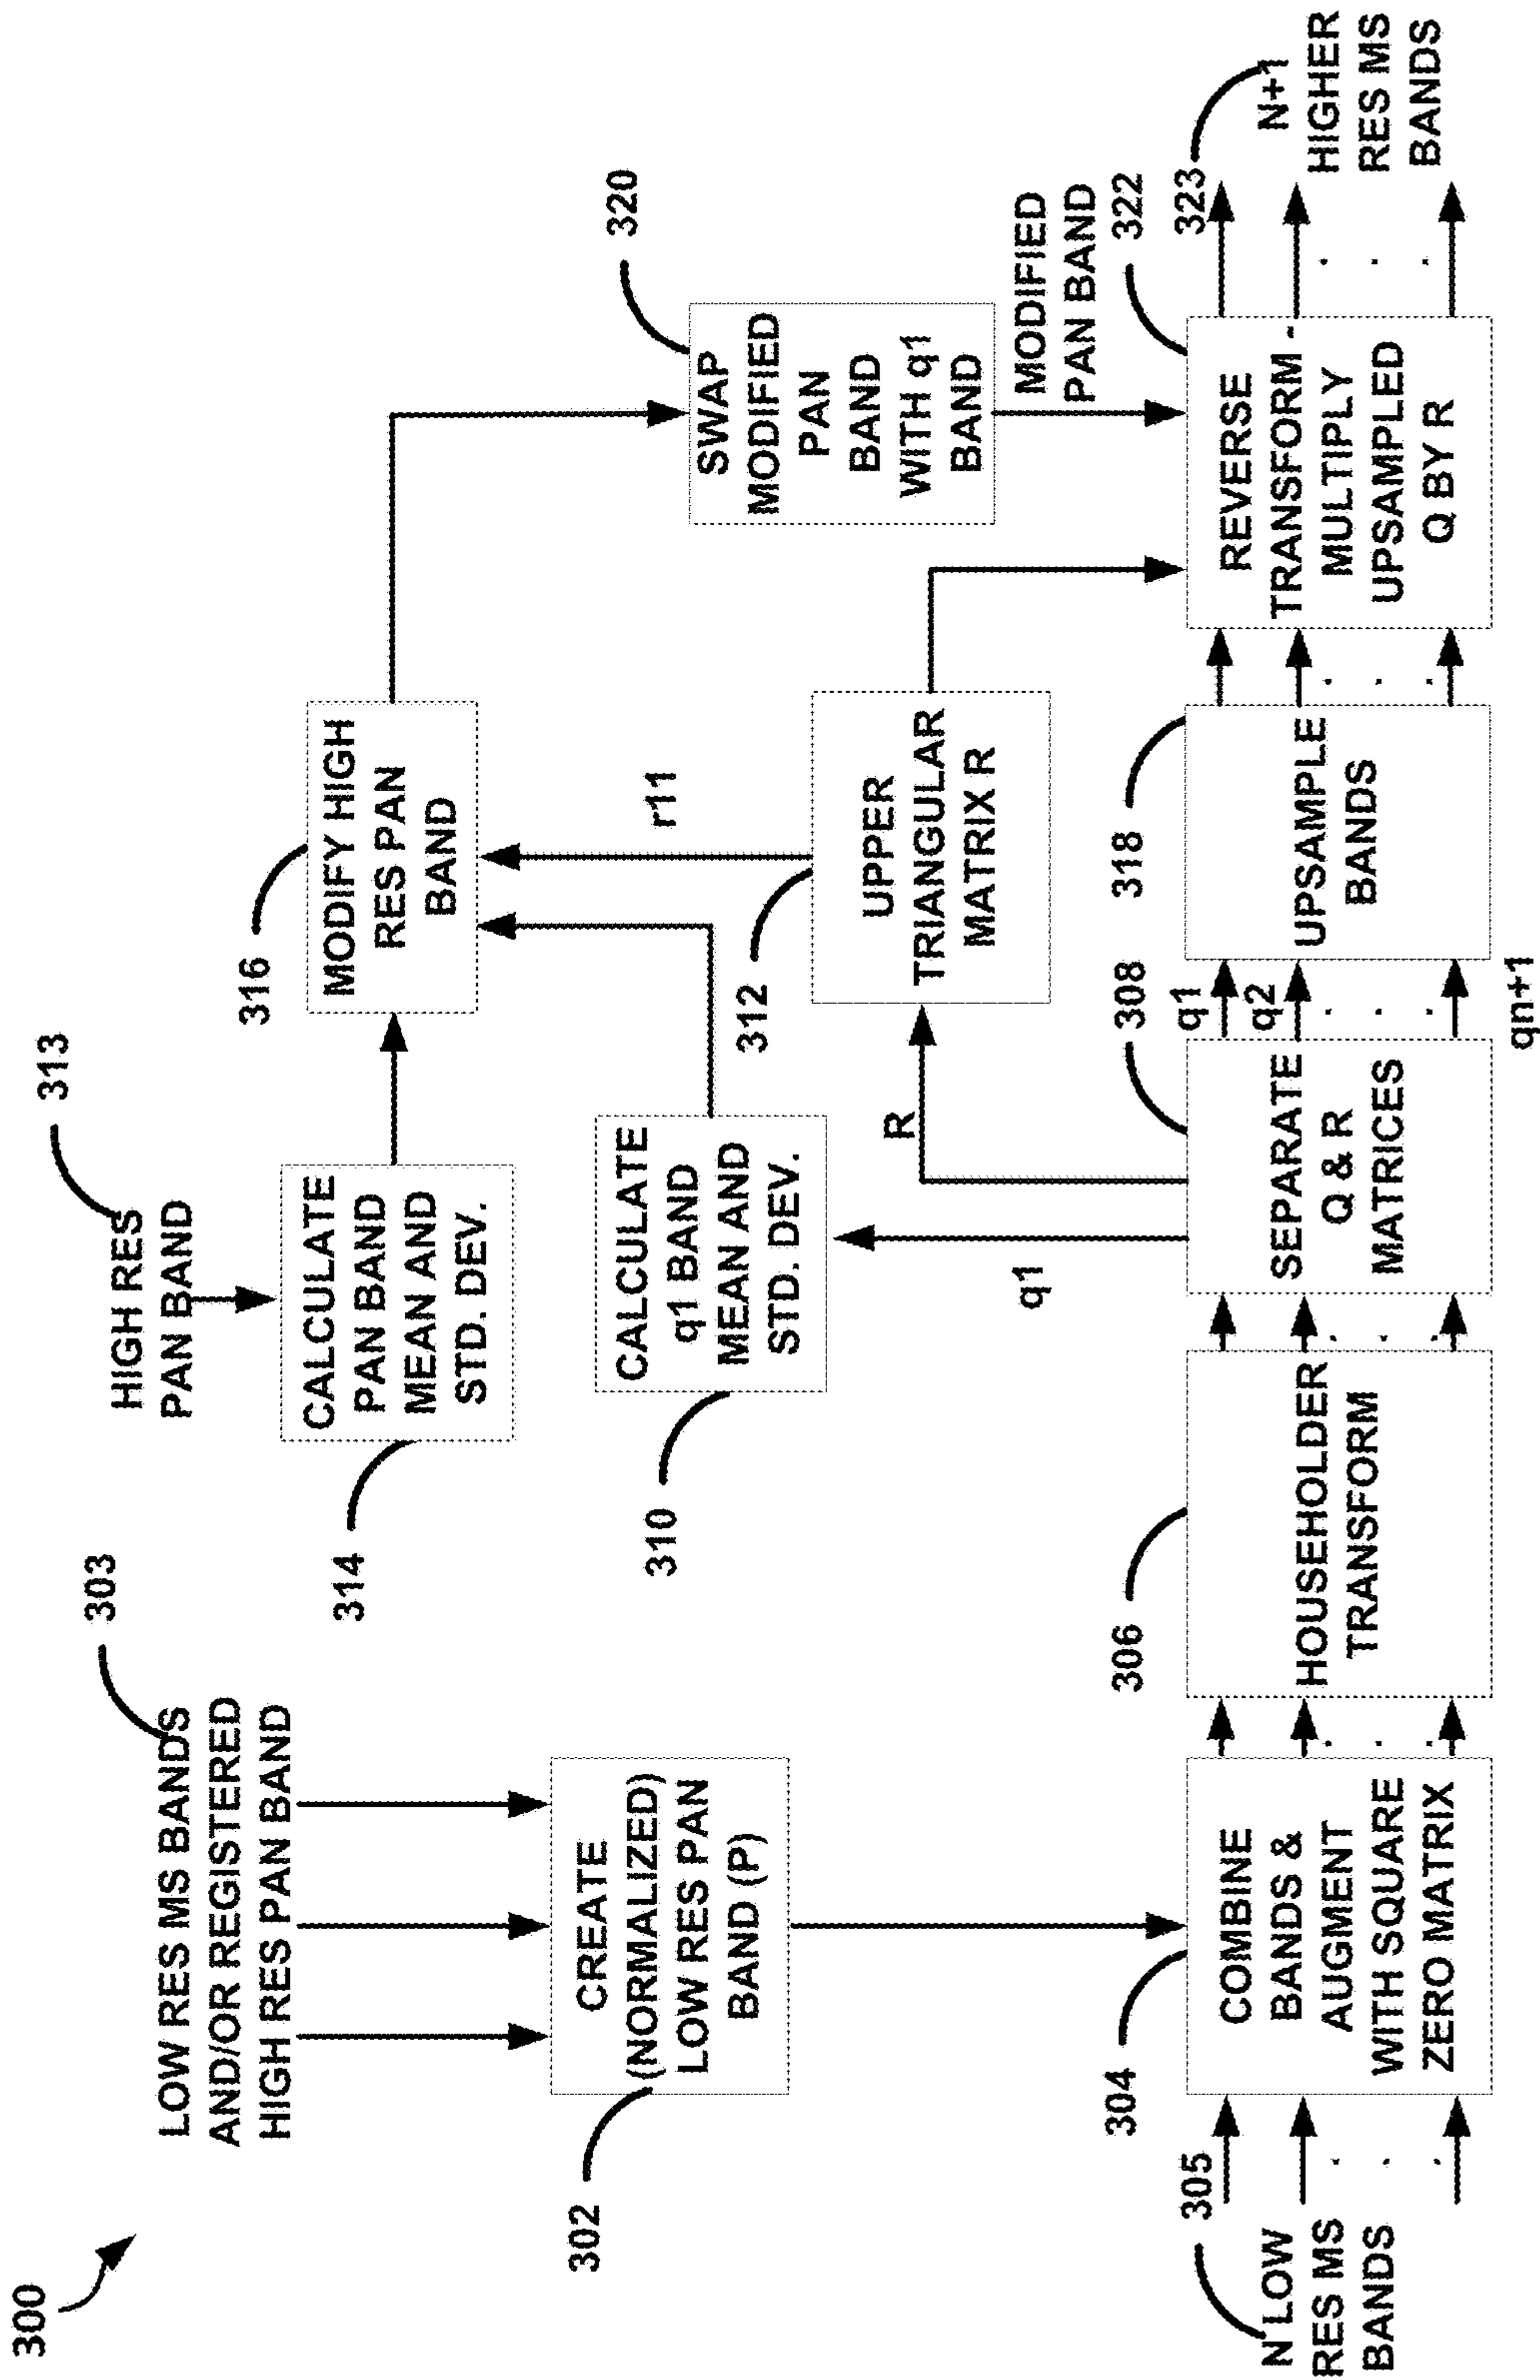 300
303
LOW RES MS BANDS
AND/OR REGISTERED
HIGH RES PAN BAND
302
CREATE
(NORMALIZED)
LOW RES PAN
BAND (P)
313
HIGH RES
PAN BAND
314
CALCULATE
PAN BAND
MEAN AND
STD. DEV.
316
MODIFY HIGH
RES PAN
BAND
310
CALCULATE
q1 BAND
MEAN AND
STD. DEV.
r11
312
UPPER
TRIANGULAR
MATRIX R
320
SWAP
MODIFIED
PAN
BAND
WITH q1
BAND
MODIFIED
PAN BAND
R
q1
305
N LOW
RES MS
BANDS
304
COMBINE
BANDS &
AUGMENT
WITH SQUARE
ZERO MATRIX
306
HOUSEHOLDER
TRANSFORM
308
SEPARATE
Q & R
MATRICES
q1
q2
qn+1
318
UPSAMPLE
BANDS
322
REVERSE
TRANSFORM -
MULTIPLY
UPSAMPLED
Q BY R
323
N+1
HIGHER
RES MS
BANDS